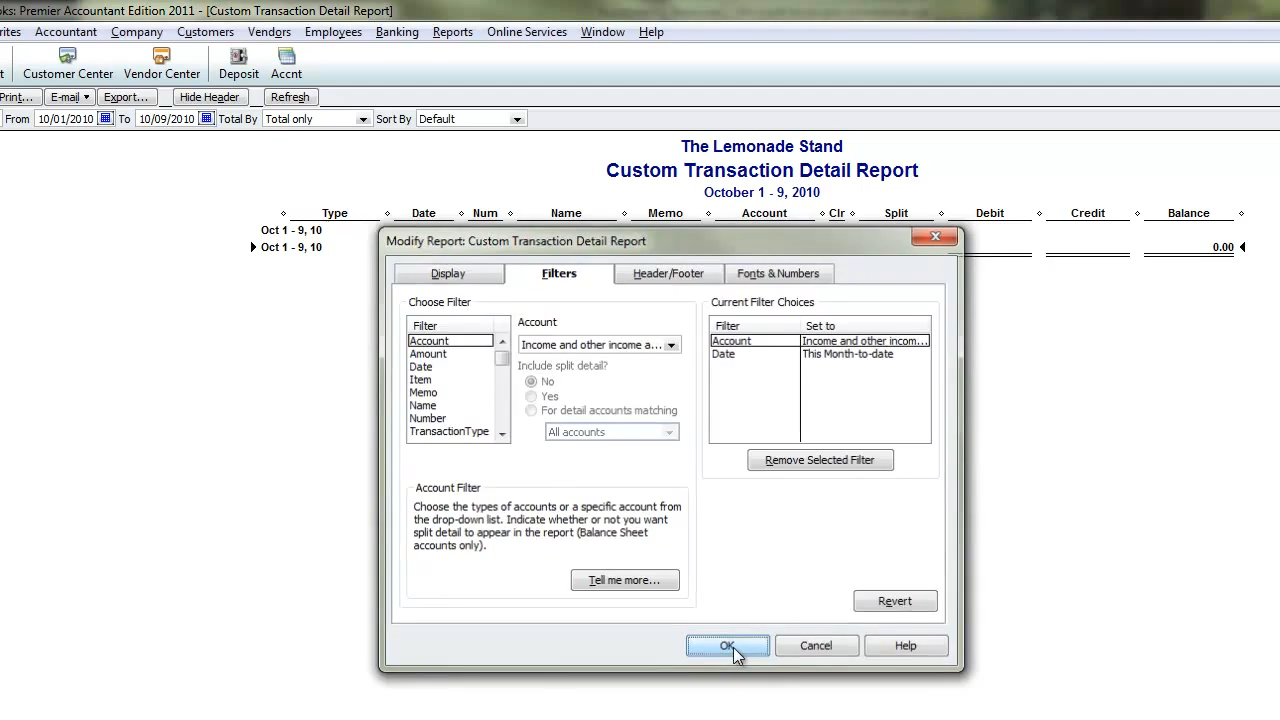 oks: Premier Accountant Edition 2011 - [Custom Transaction Detail Report]
rites Accountant Company Customers Vendors Employees Banking Reports Online Services Window Help
t Customer Center Vendor Center Deposit Accnt
Print... E-mail Export... Hide Header Refresh
From 10/01/2010 To 10/09/2010 Total By Total only Sort By Default
The Lemonade Stand
Custom Transaction Detail Report
October 1 - 9, 2010
Type Date Num Name Memo Account Clr Split Debit Credit Balance
Oct 1 - 9, 10
Oct 1 - 9, 10 0.00
Modify Report: Custom Transaction Detail Report
Display Filters Header/Footer Fonts & Numbers
Choose Filter
Filter
Account
Amount
Date
Item
Memo
Name
Number
TransactionType
Account
Income and other income a...
Include split detail?
No
Yes
For detail accounts matching
All accounts
Account Filter
Choose the types of accounts or a specific account from
the drop-down list. Indicate whether or not you want
split detail to appear in the report (Balance Sheet
accounts only).
Tell me more...
Current Filter Choices
Filter Set to
Account Income and other incom...
Date This Month-to-date
Remove Selected Filter
Revert
OK Cancel Help